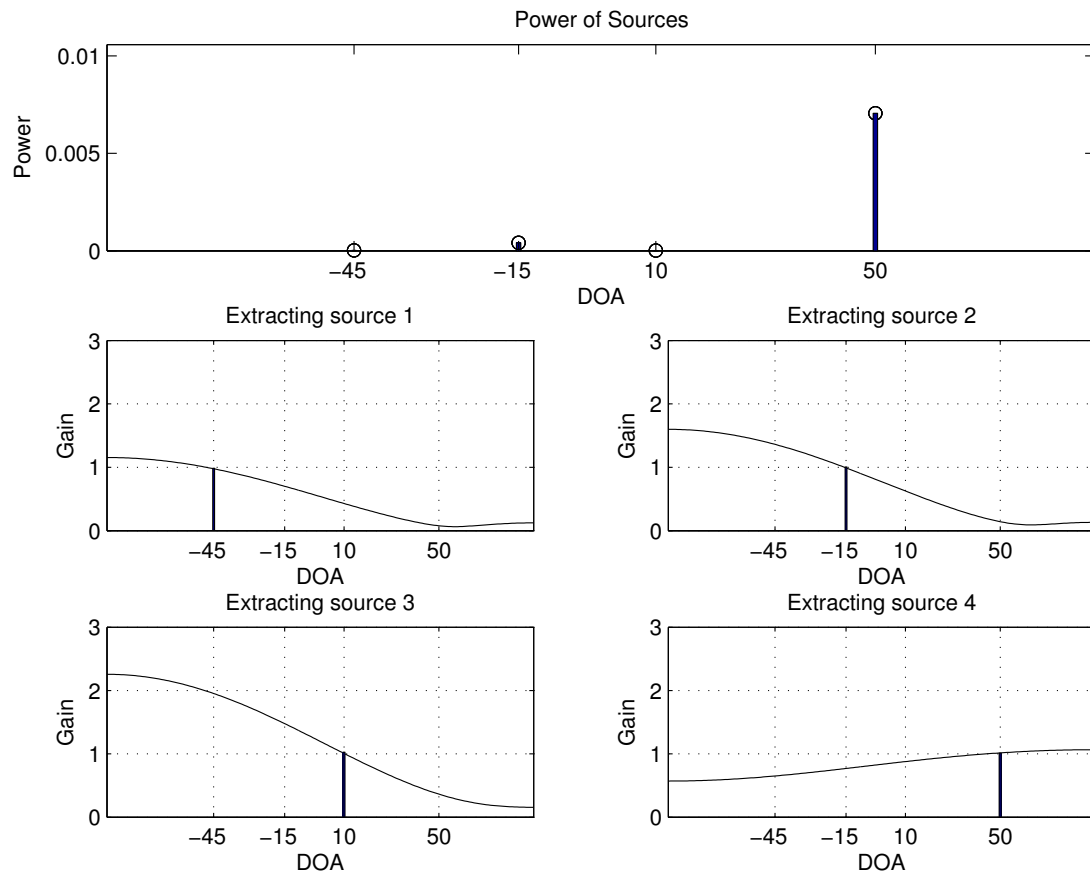 Power of Sources
0.01
0.005
0
Power
−45
−15
10
50
DOA
Extracting source 1
3
2
1
0
Gain
−45
−15
10
50
DOA
Extracting source 2
3
2
1
0
Gain
−45
−15
10
50
DOA
Extracting source 3
3
2
1
0
Gain
−45
−15
10
50
DOA
Extracting source 4
3
2
1
0
Gain
−45
−15
10
50
DOA